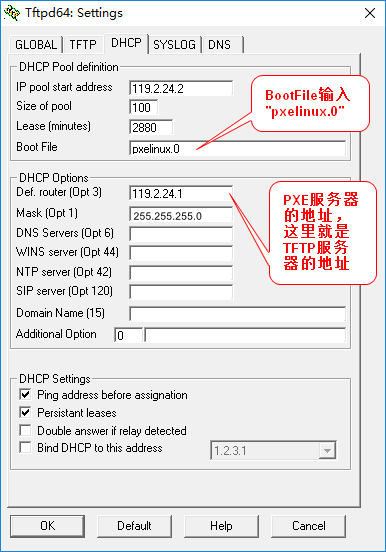 Tftpd64: Settings
GLOBAL TFTP DHCP SYSLOG DNS
DHCP Pool definition
IP pool start address 119.2.24.2
Size of pool 100
Lease (minutes) 2880
Boot File pxelinux.0
BootFile输入
"pxelinux.0"
DHCP Options
Def. router (Opt 3) 119.2.24.1
Mask (Opt 1) 255.255.255.0
DNS Servers (Opt 6)
WINS server (Opt 44)
NTP server (Opt 42)
SIP server (Opt 120)
Domain Name (15)
Additional Option 0
PXE服务器
的地址，
这里就是
TFTP服务
器的地址
DHCP Settings
Ping address before assignation
Persistant leases
Double answer if relay detected
Bind DHCP to this address 1.2.3.1
OK Default Help Cancel